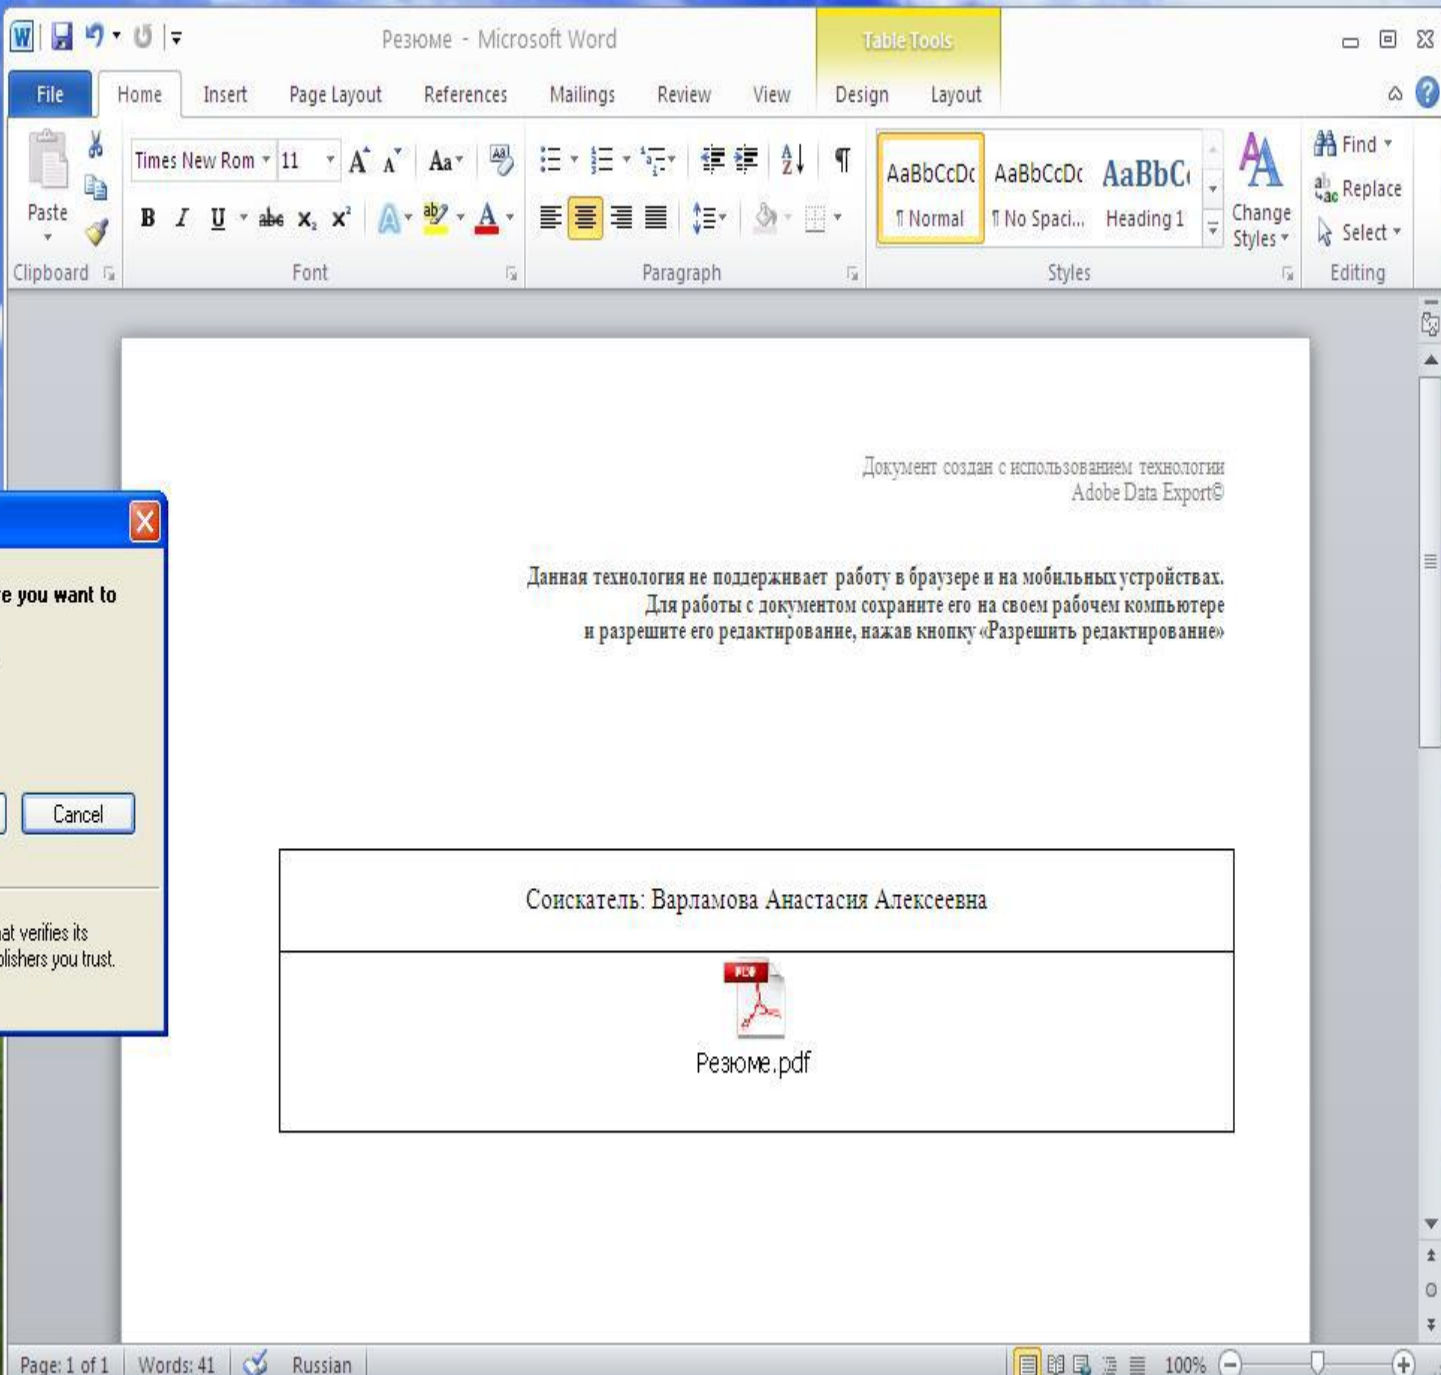 Резюме - Microsoft Word
Table Tools
File Home Insert Page Layout References Mailings Review View Design Layout
Times New Rom 11
Paste
AaBbCcDc AaBbCcDc AaBbC
¶ Normal ¶ No Spaci... Heading 1
Change Styles
Find
Replace
Select
Clipboard Font Paragraph Styles Editing
Документ создан с использованием технологии
Adobe Data Export©
Данная технология не поддерживает работу в браузере и на мобильных устройствах.
Для работы с документом сохраните его на своем рабочем компьютере
и разрешите его редактирование, нажав кнопку «Разрешить редактирование»
you want to
Cancel
verifies its
you trust.
Соискатель: Варламова Анастасия Алексеевна
PDF
Резюме.pdf
Page: 1 of 1 Words: 41 Russian 100%